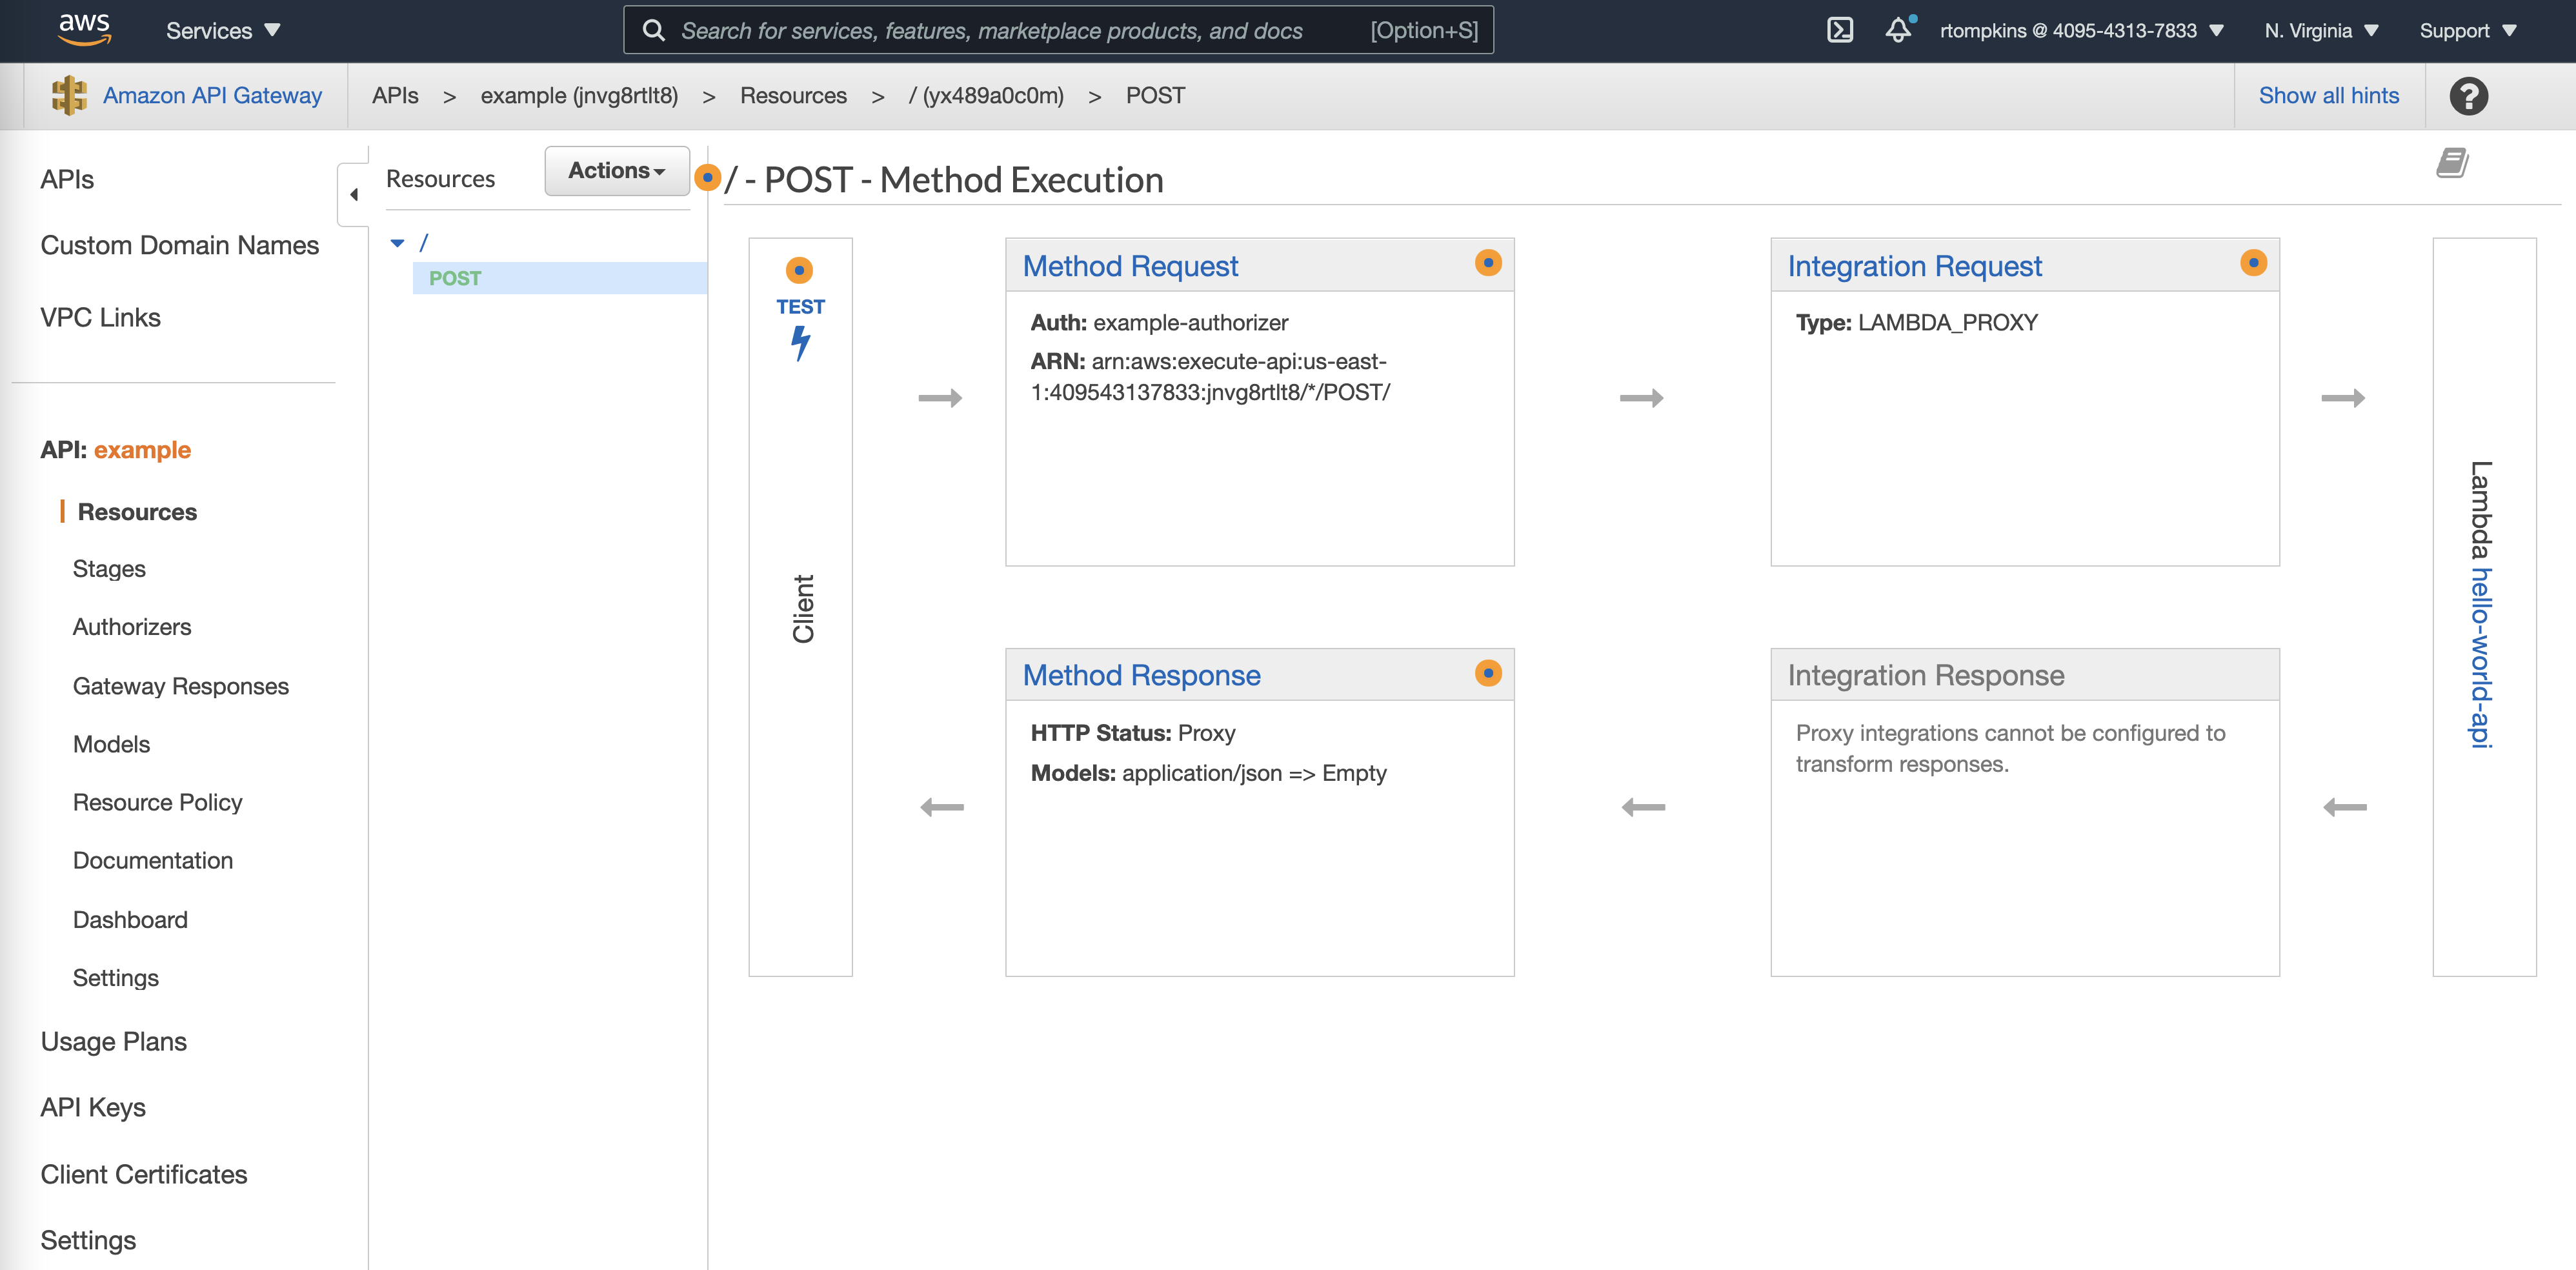 aws
Services
Search for services, features, marketplace products, and docs
[Option+S]
rtompkins @ 4095-4313-7833
N. Virginia
Support
Amazon API Gateway
APIs > example (jnvg8rtlt8) > Resources > / (yx489a0c0m) > POST
Show all hints
?
APIs
Custom Domain Names
VPC Links
API: example
Resources
Stages
Authorizers
Gateway Responses
Models
Resource Policy
Documentation
Dashboard
Settings
Usage Plans
API Keys
Client Certificates
Settings
Resources
Actions
/
POST
/ - POST - Method Execution
TEST
Client
Method Request
Auth: example-authorizer
ARN: arn:aws:execute-api:us-east-
1:409543137833:jnvg8rtlt8/*/POST/
Integration Request
Type: LAMBDA_PROXY
Method Response
HTTP Status: Proxy
Models: application/json => Empty
Integration Response
Proxy integrations cannot be configured to
transform responses.
Lambda hello-world-api